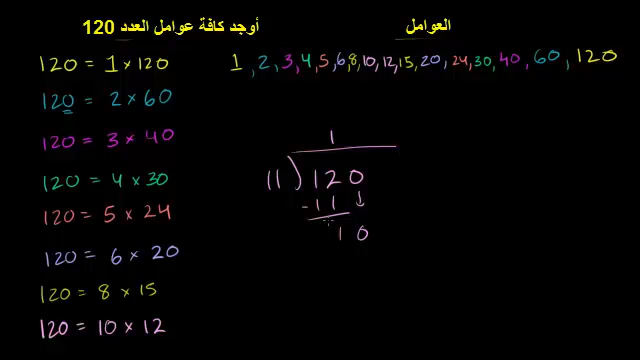 أوجد كافة عوامل العدد 120
العوامل
120 = 1 × 120
1, 2, 3, 4, 5, 6, 8, 10, 12, 15, 20, 24, 30, 40, 60, 120
120 = 2 × 60
120 = 3 × 40
120 = 4 × 30
120 = 5 × 24
120 = 6 × 20
120 = 8 × 15
120 = 10 × 12
1
11 ) 120
- 11 ↓
10